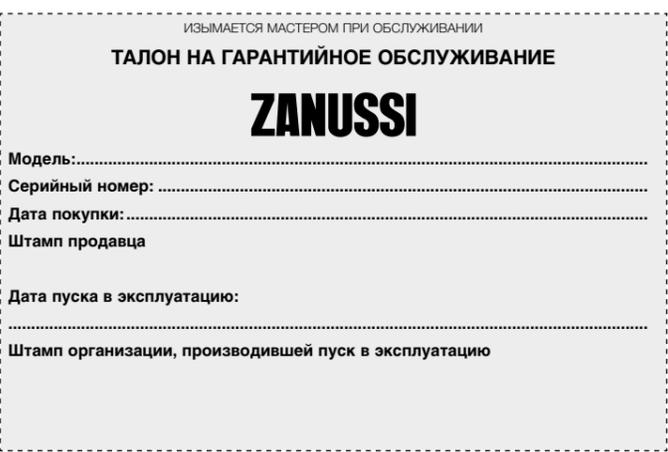 ИЗЫМАЕТСЯ МАСТЕРОМ ПРИ ОБСЛУЖИВАНИИ
ТАЛОН НА ГАРАНТИЙНОЕ ОБСЛУЖИВАНИЕ
ZANUSSI
Модель:
Серийный номер:
Дата покупки:
Штамп продавца
Дата пуска в эксплуатацию:
Штамп организации, производившей пуск в эксплуатацию